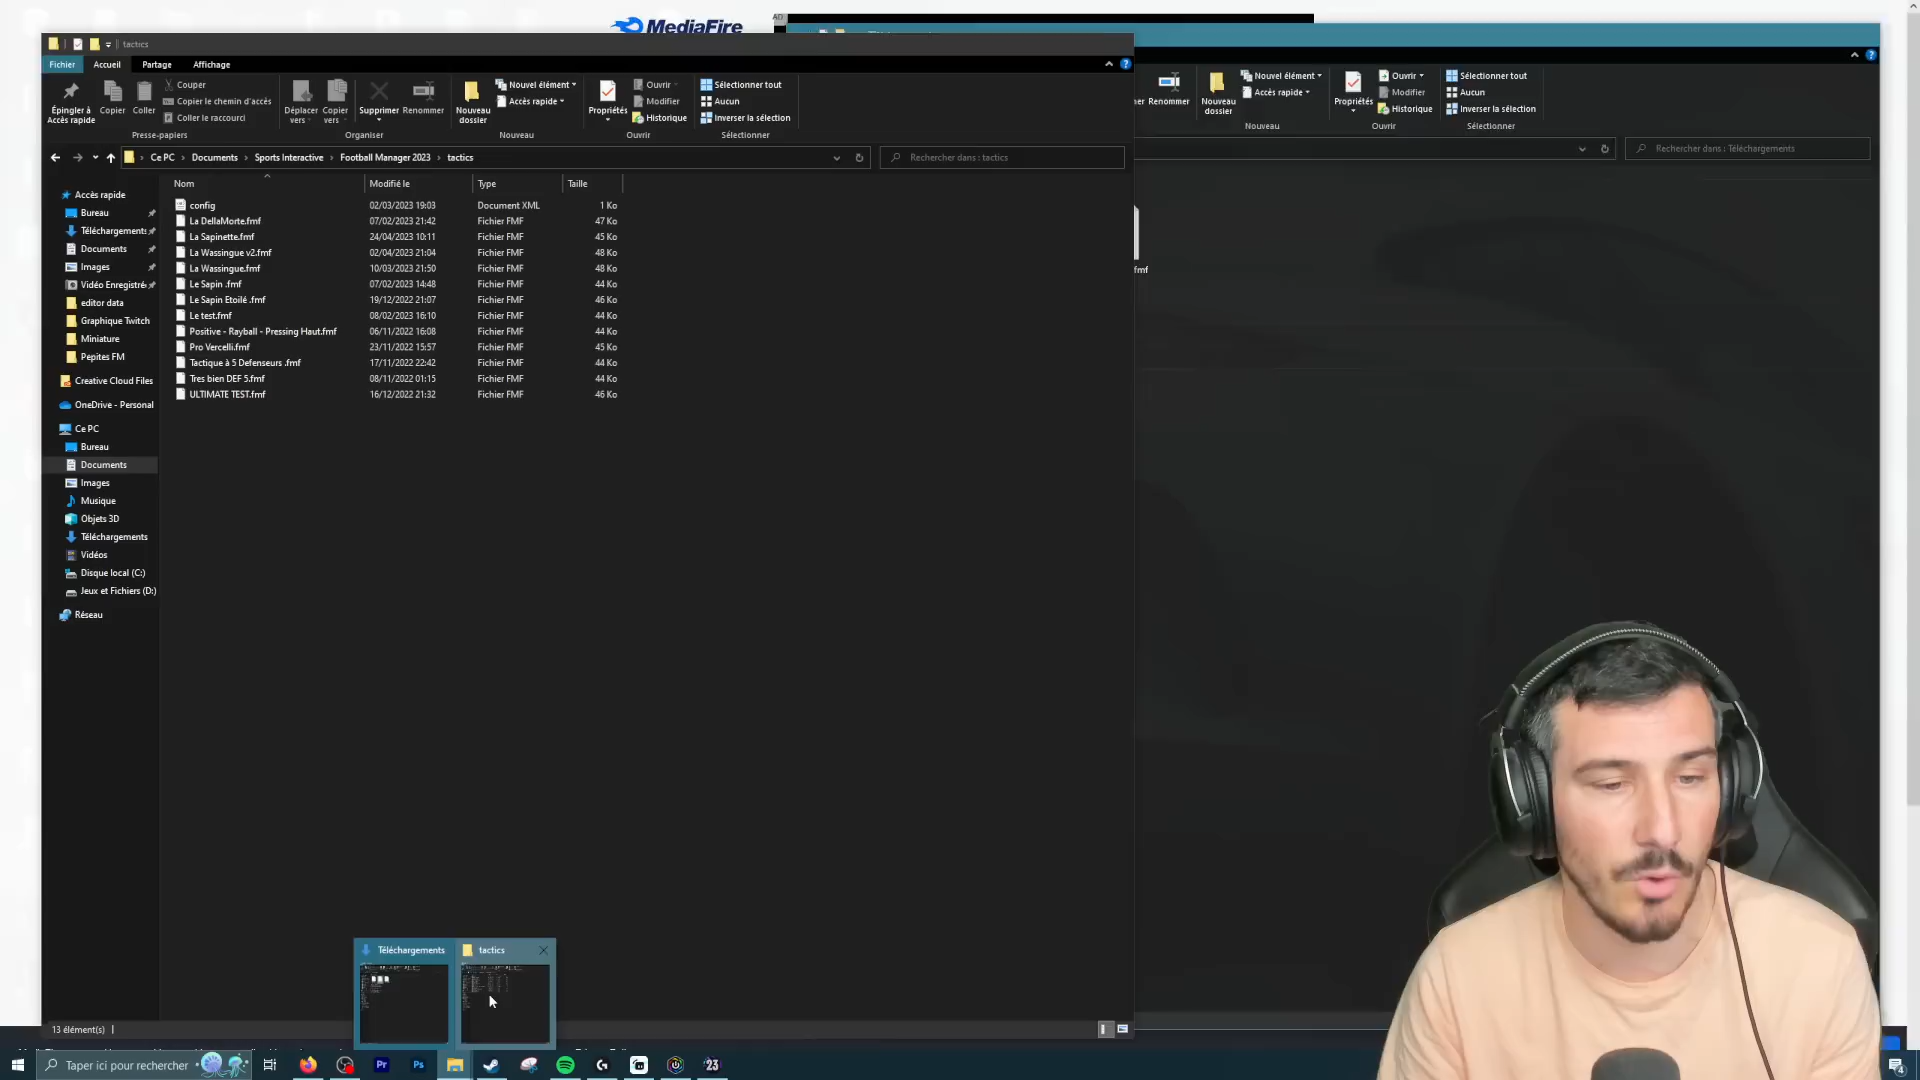 MediaFire
AD
tactics
Fichier
Accueil
Partage
Affichage
Épingler à
Accès rapide
Copier
Coller
Couper
Copier le chemin d'accès
Coller le raccourci
Presse-papiers
Déplacer
vers
Copier
vers
Supprimer
Renommer
Organiser
Nouveau
dossier
Nouvel élément
Accès rapide
Nouveau
Propriétés
Ouvrir
Modifier
Historique
Ouvrir
Sélectionner tout
Aucun
Inverser la sélection
Sélectionner
Renommer
Nouveau
dossier
Nouvel élément
Accès rapide
Nouveau
Propriétés
Ouvrir
Modifier
Historique
Ouvrir
Sélectionner tout
Aucun
Inverser la sélection
Sélectionner
Ce PC › Documents › Sports Interactive › Football Manager 2023 › tactics
Rechercher dans : tactics
Rechercher dans : Téléchargements
Nom Modifié le Type Taille
config 02/03/2023 19:03 Document XML 1 Ko
La DellaMorte.fmf 07/02/2023 21:42 Fichier FMF 47 Ko
La Sapinette.fmf 24/04/2023 10:11 Fichier FMF 45 Ko
La Wassingue v2.fmf 02/04/2023 21:04 Fichier FMF 48 Ko
La Wassingue.fmf 10/03/2023 21:50 Fichier FMF 48 Ko
Le Sapin .fmf 07/02/2023 14:48 Fichier FMF 44 Ko
Le Sapin Etoilé .fmf 19/12/2022 21:07 Fichier FMF 46 Ko
Le test.fmf 08/02/2023 16:10 Fichier FMF 44 Ko
Positive - Rayball - Pressing Haut.fmf 06/11/2022 16:08 Fichier FMF 44 Ko
Pro Vercelli.fmf 23/11/2022 15:57 Fichier FMF 45 Ko
Tactique à 5 Defenseurs .fmf 17/11/2022 22:42 Fichier FMF 44 Ko
Tres bien DEF 5.fmf 08/11/2022 01:15 Fichier FMF 44 Ko
ULTIMATE TEST.fmf 16/12/2022 21:32 Fichier FMF 46 Ko
fmf
Accès rapide
Bureau
Téléchargements
Documents
Images
Vidéo Enregistré
editor data
Graphique Twitch
Miniature
Pepites FM
Creative Cloud Files
OneDrive - Personal
Ce PC
Bureau
Documents
Images
Musique
Objets 3D
Téléchargements
Vidéos
Disque local (C:)
Jeux et Fichiers (D:)
Réseau
Téléchargements
tactics
13 élément(s)
Taper ici pour rechercher
Pr
Ps
23
4